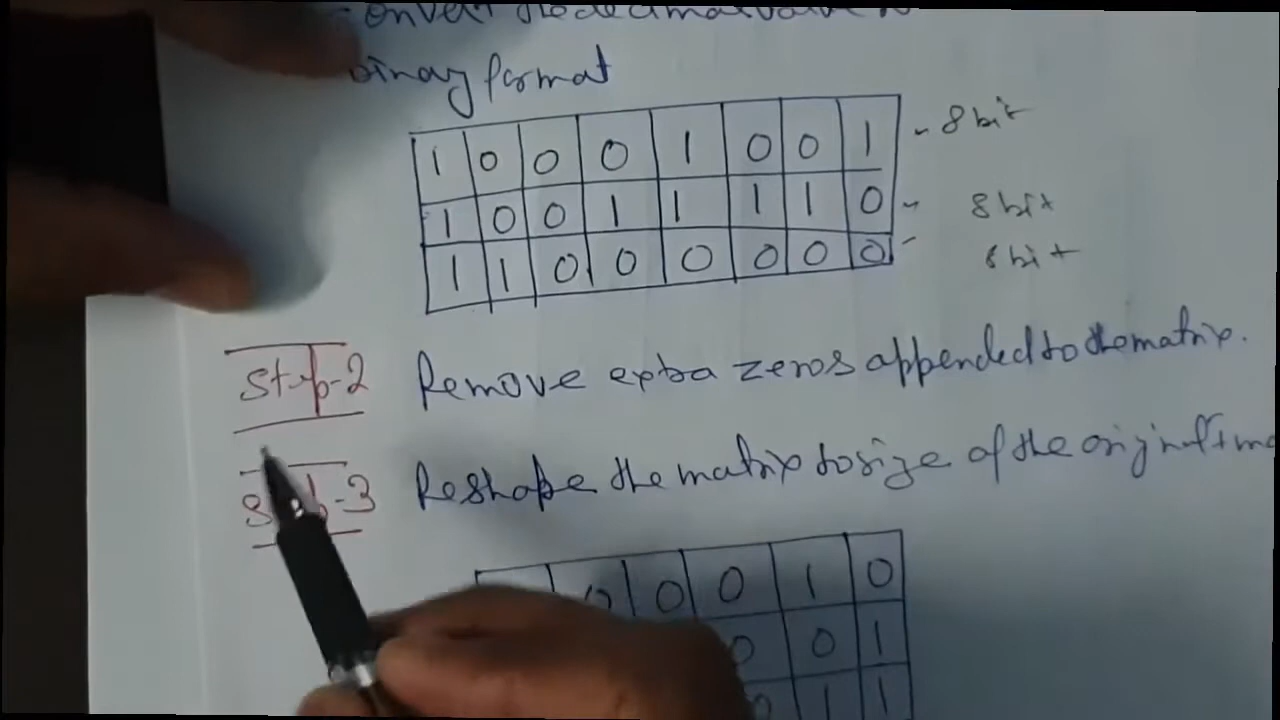 binary format
1 0 0 0 1 0 0 1 - 8 bit
1 0 0 1 1 1 1 0 - 8 bit
1 1 0 0 0 0 0 0 - 8 bit
Step-2 Remove extra zeros appended to the matrix.
Step-3 Reshape the matrix to size of the original
0 0 0 1 0
0 0 1
1 1